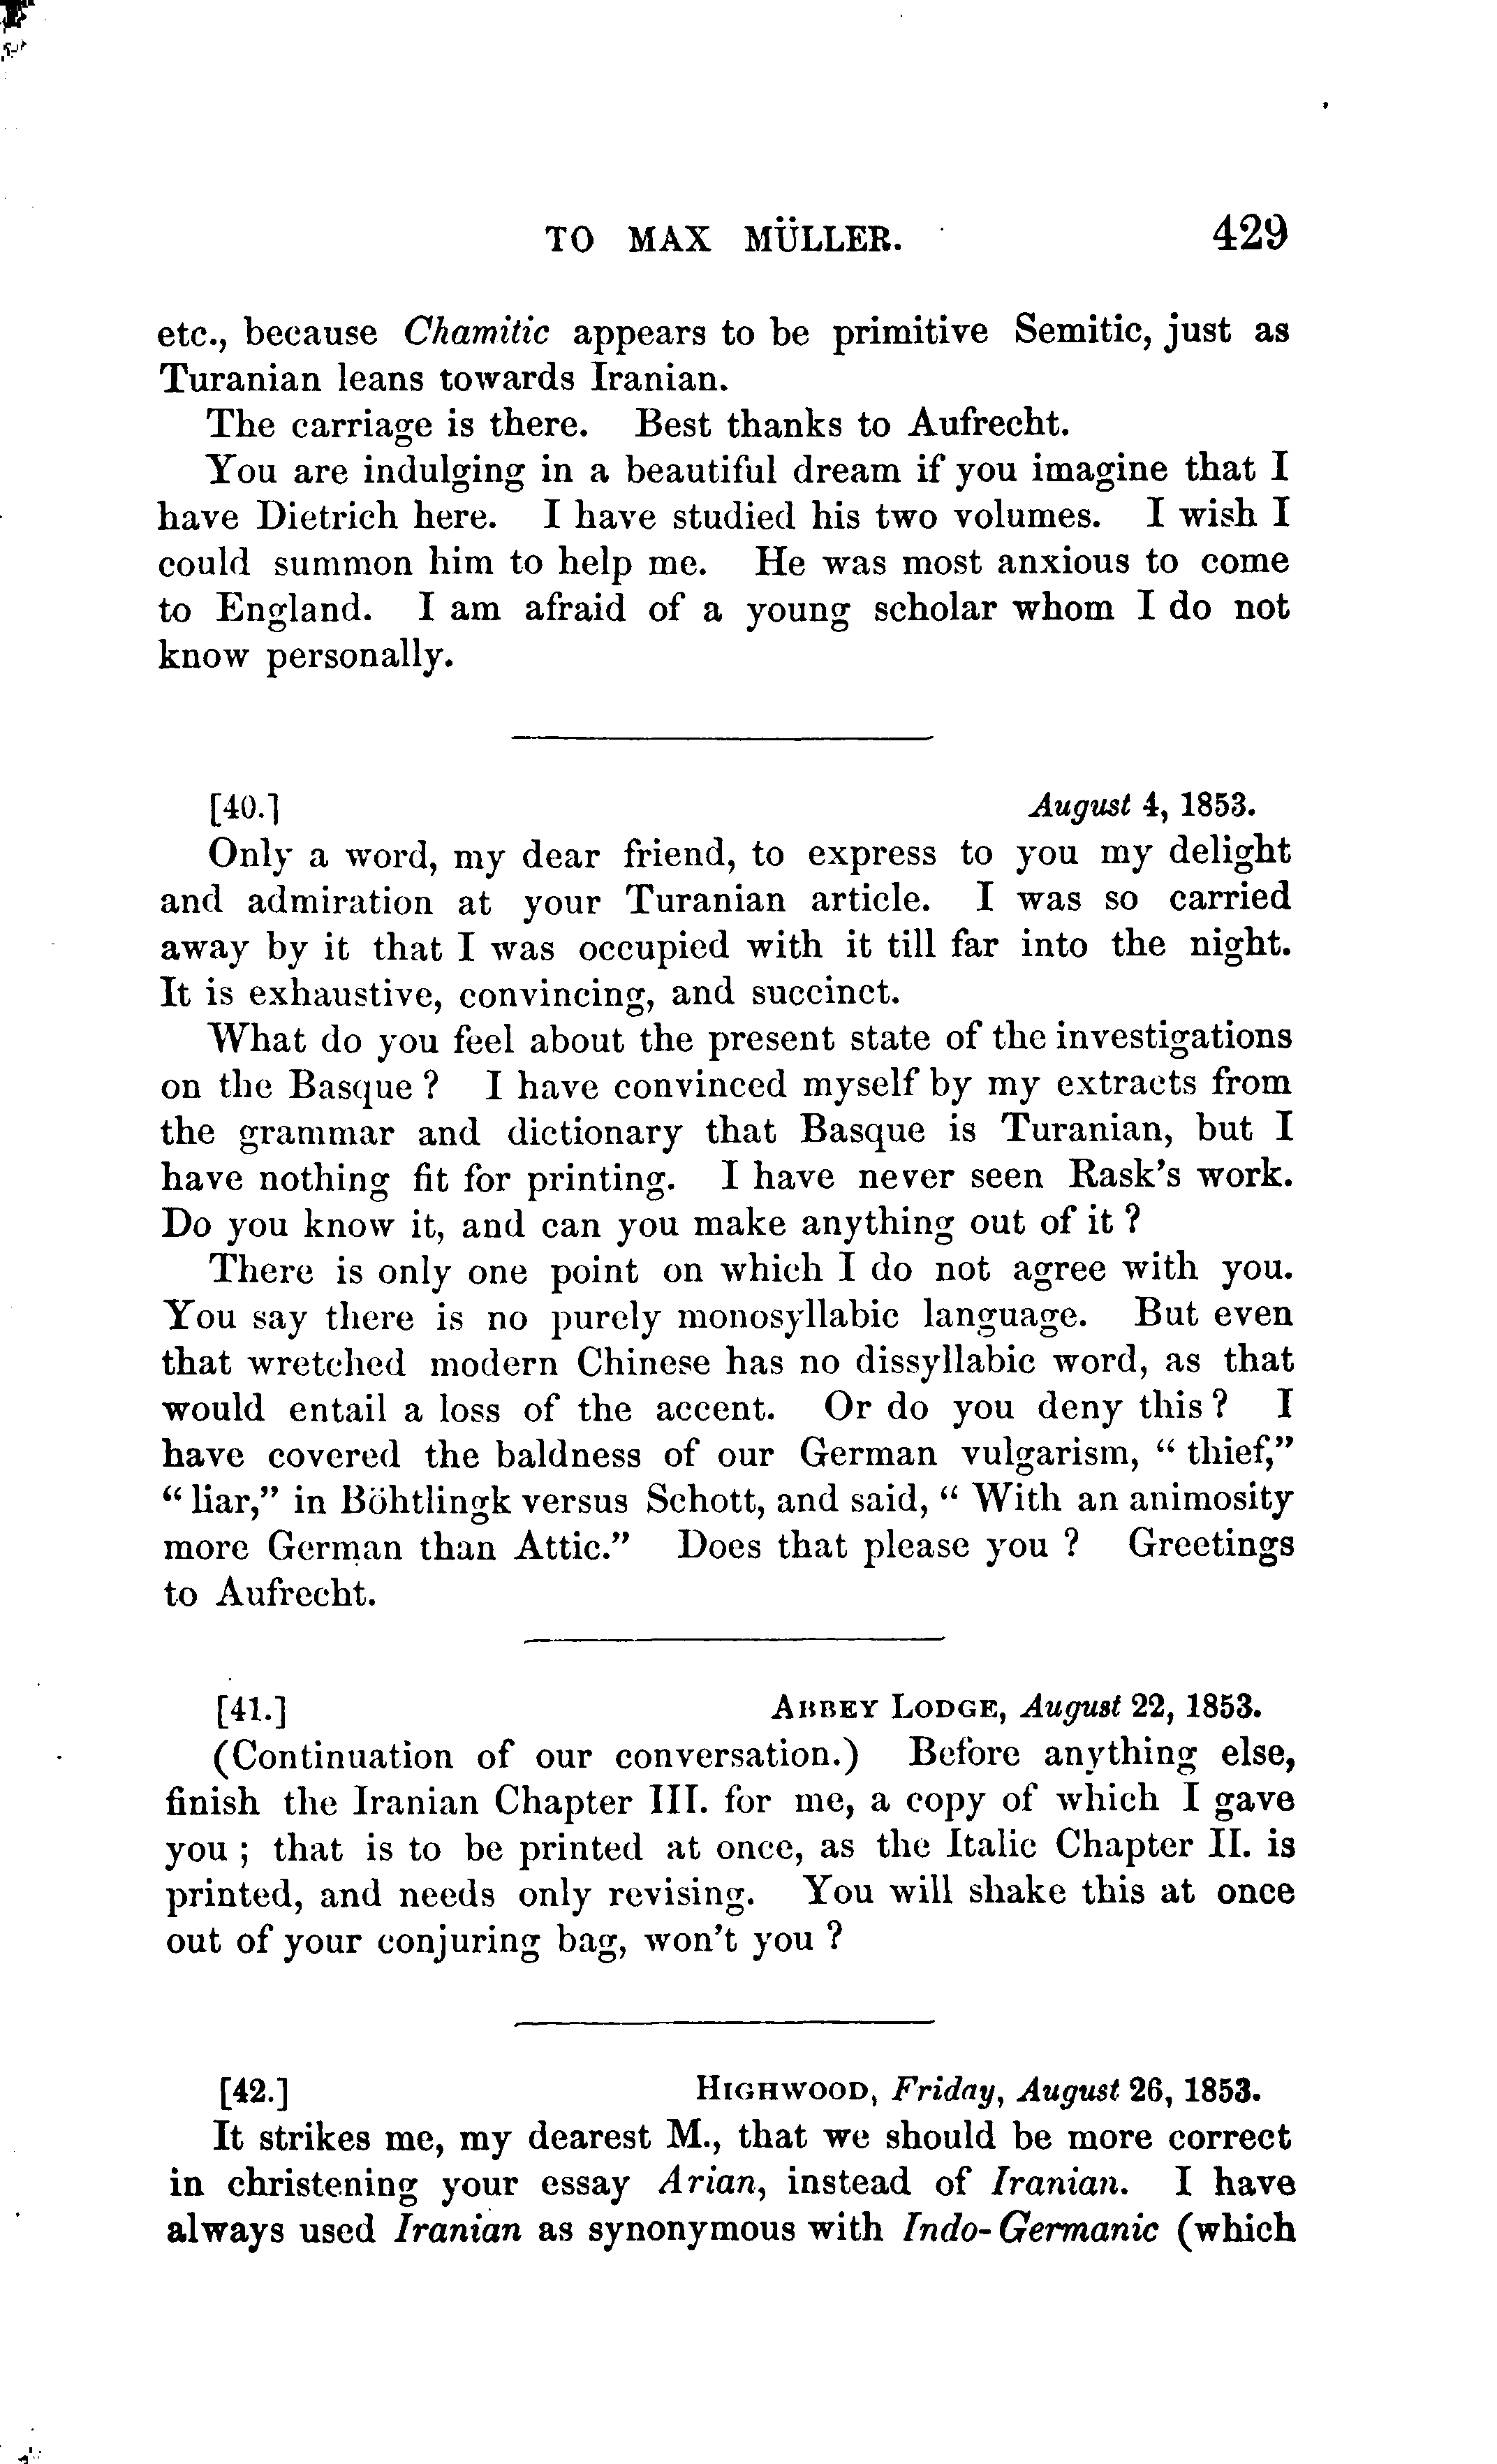 TO MAX MÜLLER. 429
etc., because Chamitic appears to be primitive Semitic, just as
Turanian leans towards Iranian.
The carriage is there. Best thanks to Aufrecht.
You are indulging in a beautiful dream if you imagine that I
have Dietrich here. I have studied his two volumes. I wish I
could summon him to help me. He was most anxious to come
to England. I am afraid of a young scholar whom I do not
know personally.
[40.] August 4, 1853.
Only a word, my dear friend, to express to you my delight
and admiration at your Turanian article. I was so carried
away by it that I was occupied with it till far into the night.
It is exhaustive, convincing, and succinct.
What do you feel about the present state of the investigations
on the Basque? I have convinced myself by my extracts from
the grammar and dictionary that Basque is Turanian, but I
have nothing fit for printing. I have never seen Rask's work.
Do you know it, and can you make anything out of it?
There is only one point on which I do not agree with you.
You say there is no purely monosyllabic language. But even
that wretched modern Chinese has no dissyllabic word, as that
would entail a loss of the accent. Or do you deny this? I
have covered the baldness of our German vulgarism, "thief,"
"liar," in Böhtlingk versus Schott, and said, "With an animosity
more German than Attic." Does that please you? Greetings
to Aufrecht.
[41.] ABBEY LODGE, August 22, 1853.
(Continuation of our conversation.) Before anything else,
finish the Iranian Chapter III. for me, a copy of which I gave
you; that is to be printed at once, as the Italic Chapter II. is
printed, and needs only revising. You will shake this at once
out of your conjuring bag, won't you?
[42.] HIGHWOOD, Friday, August 26, 1853.
It strikes me, my dearest M., that we should be more correct
in christening your essay Arian, instead of Iranian. I have
always used Iranian as synonymous with Indo-Germanic (which